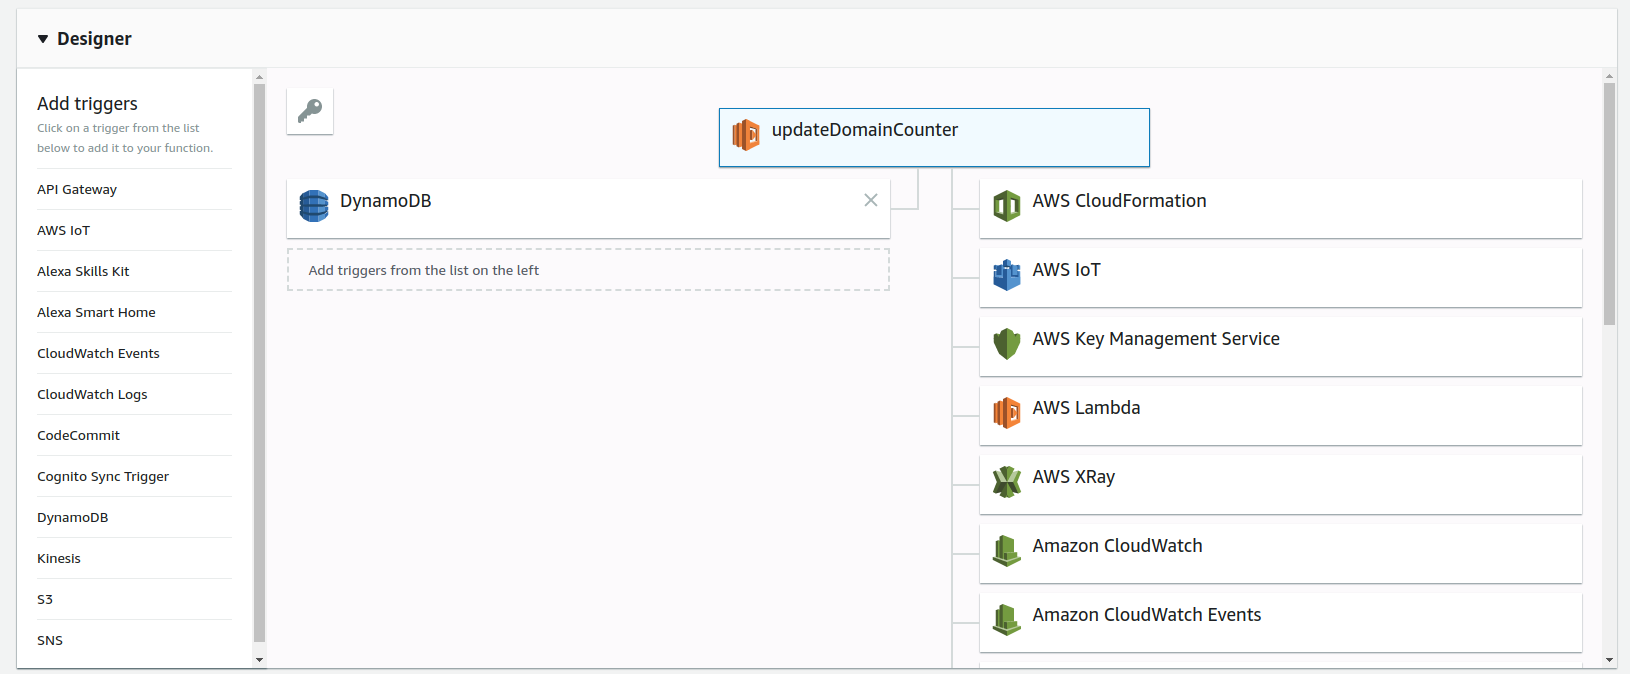 Designer
Add triggers
Click on a trigger from the list
below to add it to your function.
API Gateway
AWS IoT
Alexa Skills Kit
Alexa Smart Home
CloudWatch Events
CloudWatch Logs
CodeCommit
Cognito Sync Trigger
DynamoDB
Kinesis
S3
SNS
updateDomainCounter
DynamoDB
Add triggers from the list on the left
AWS CloudFormation
AWS IoT
AWS Key Management Service
AWS Lambda
AWS XRay
Amazon CloudWatch
Amazon CloudWatch Events